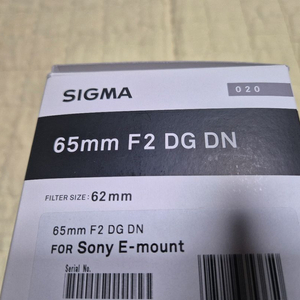 SIGMA
020
65mm F2 DG DN
FILTER SIZE: 62mm
65mm F2 DG DN
FOR Sony E-mount
Serial No.